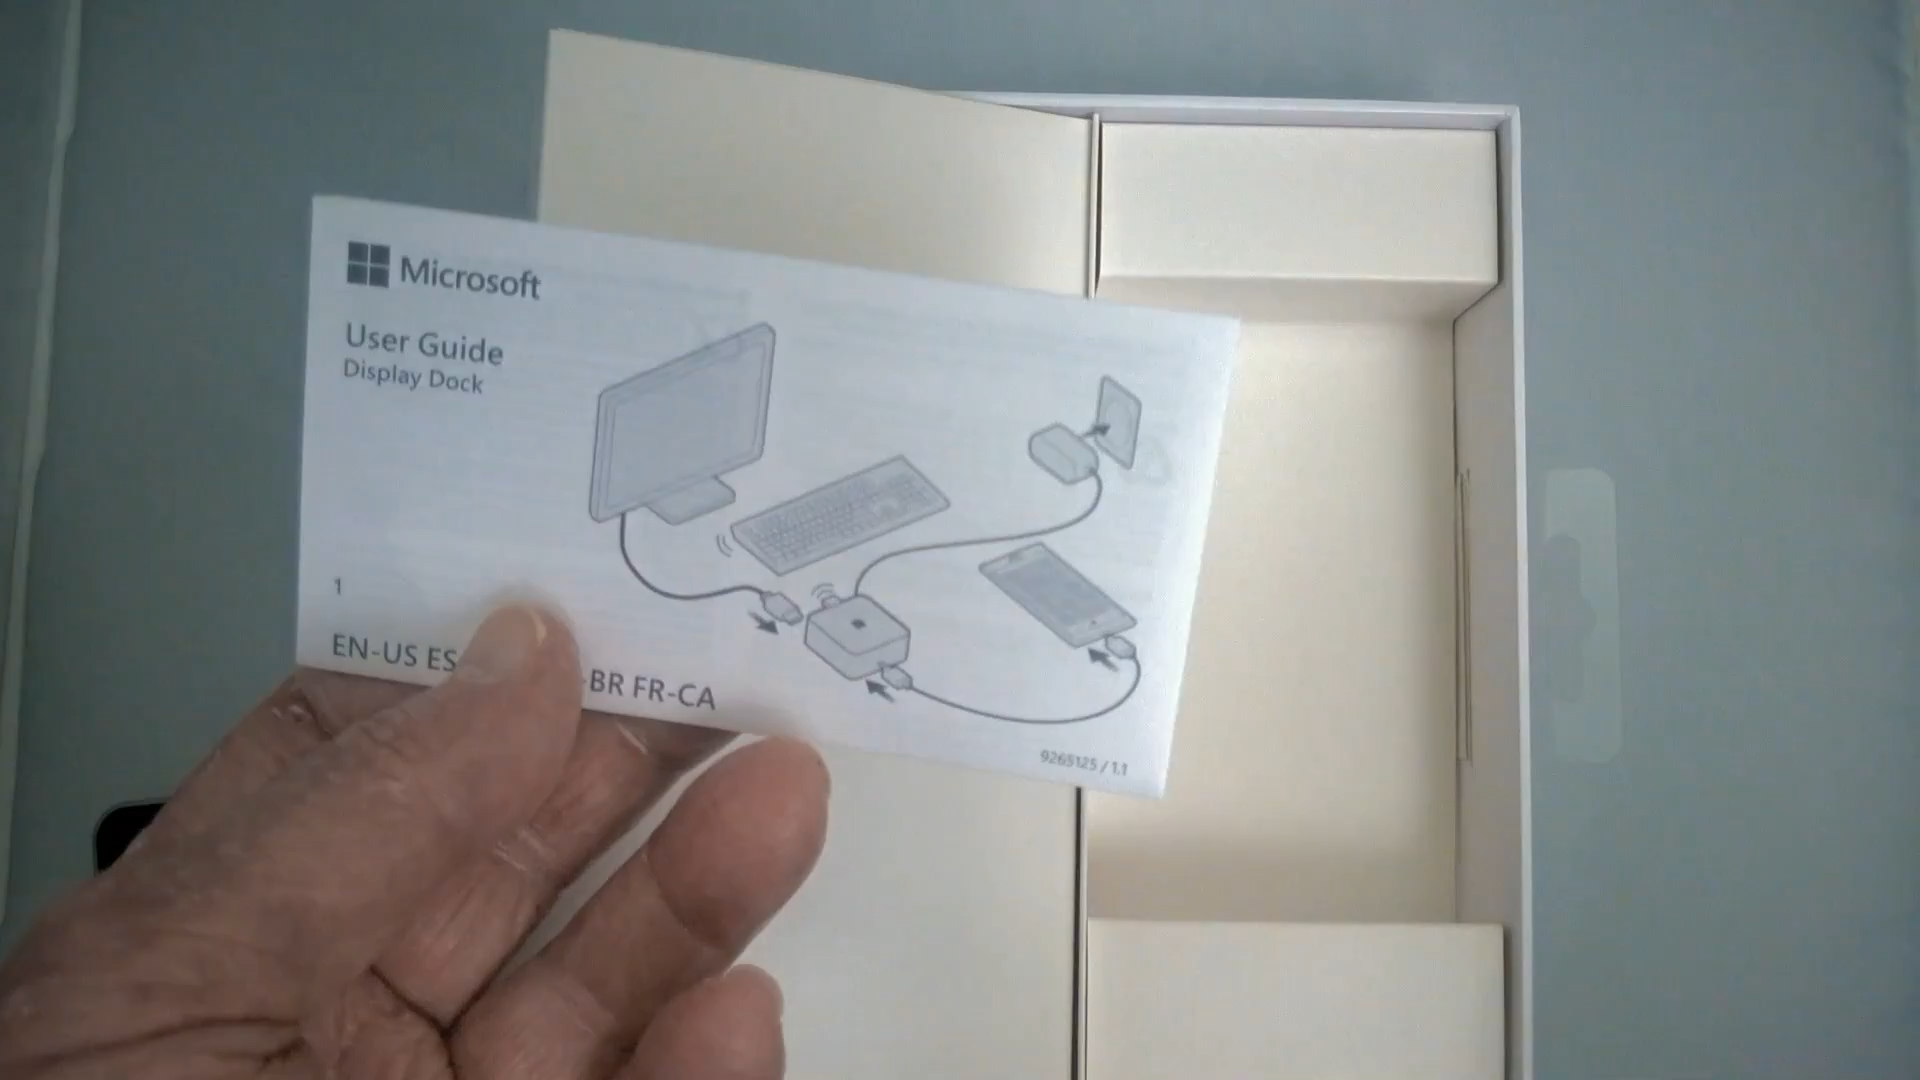 Microsoft
User Guide
Display Dock
1
EN-US ES BR FR-CA
9265125 / 1.1